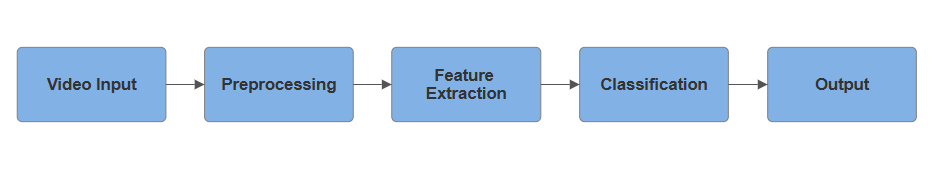 Video Input
Preprocessing
Feature
Extraction
Classification
Output